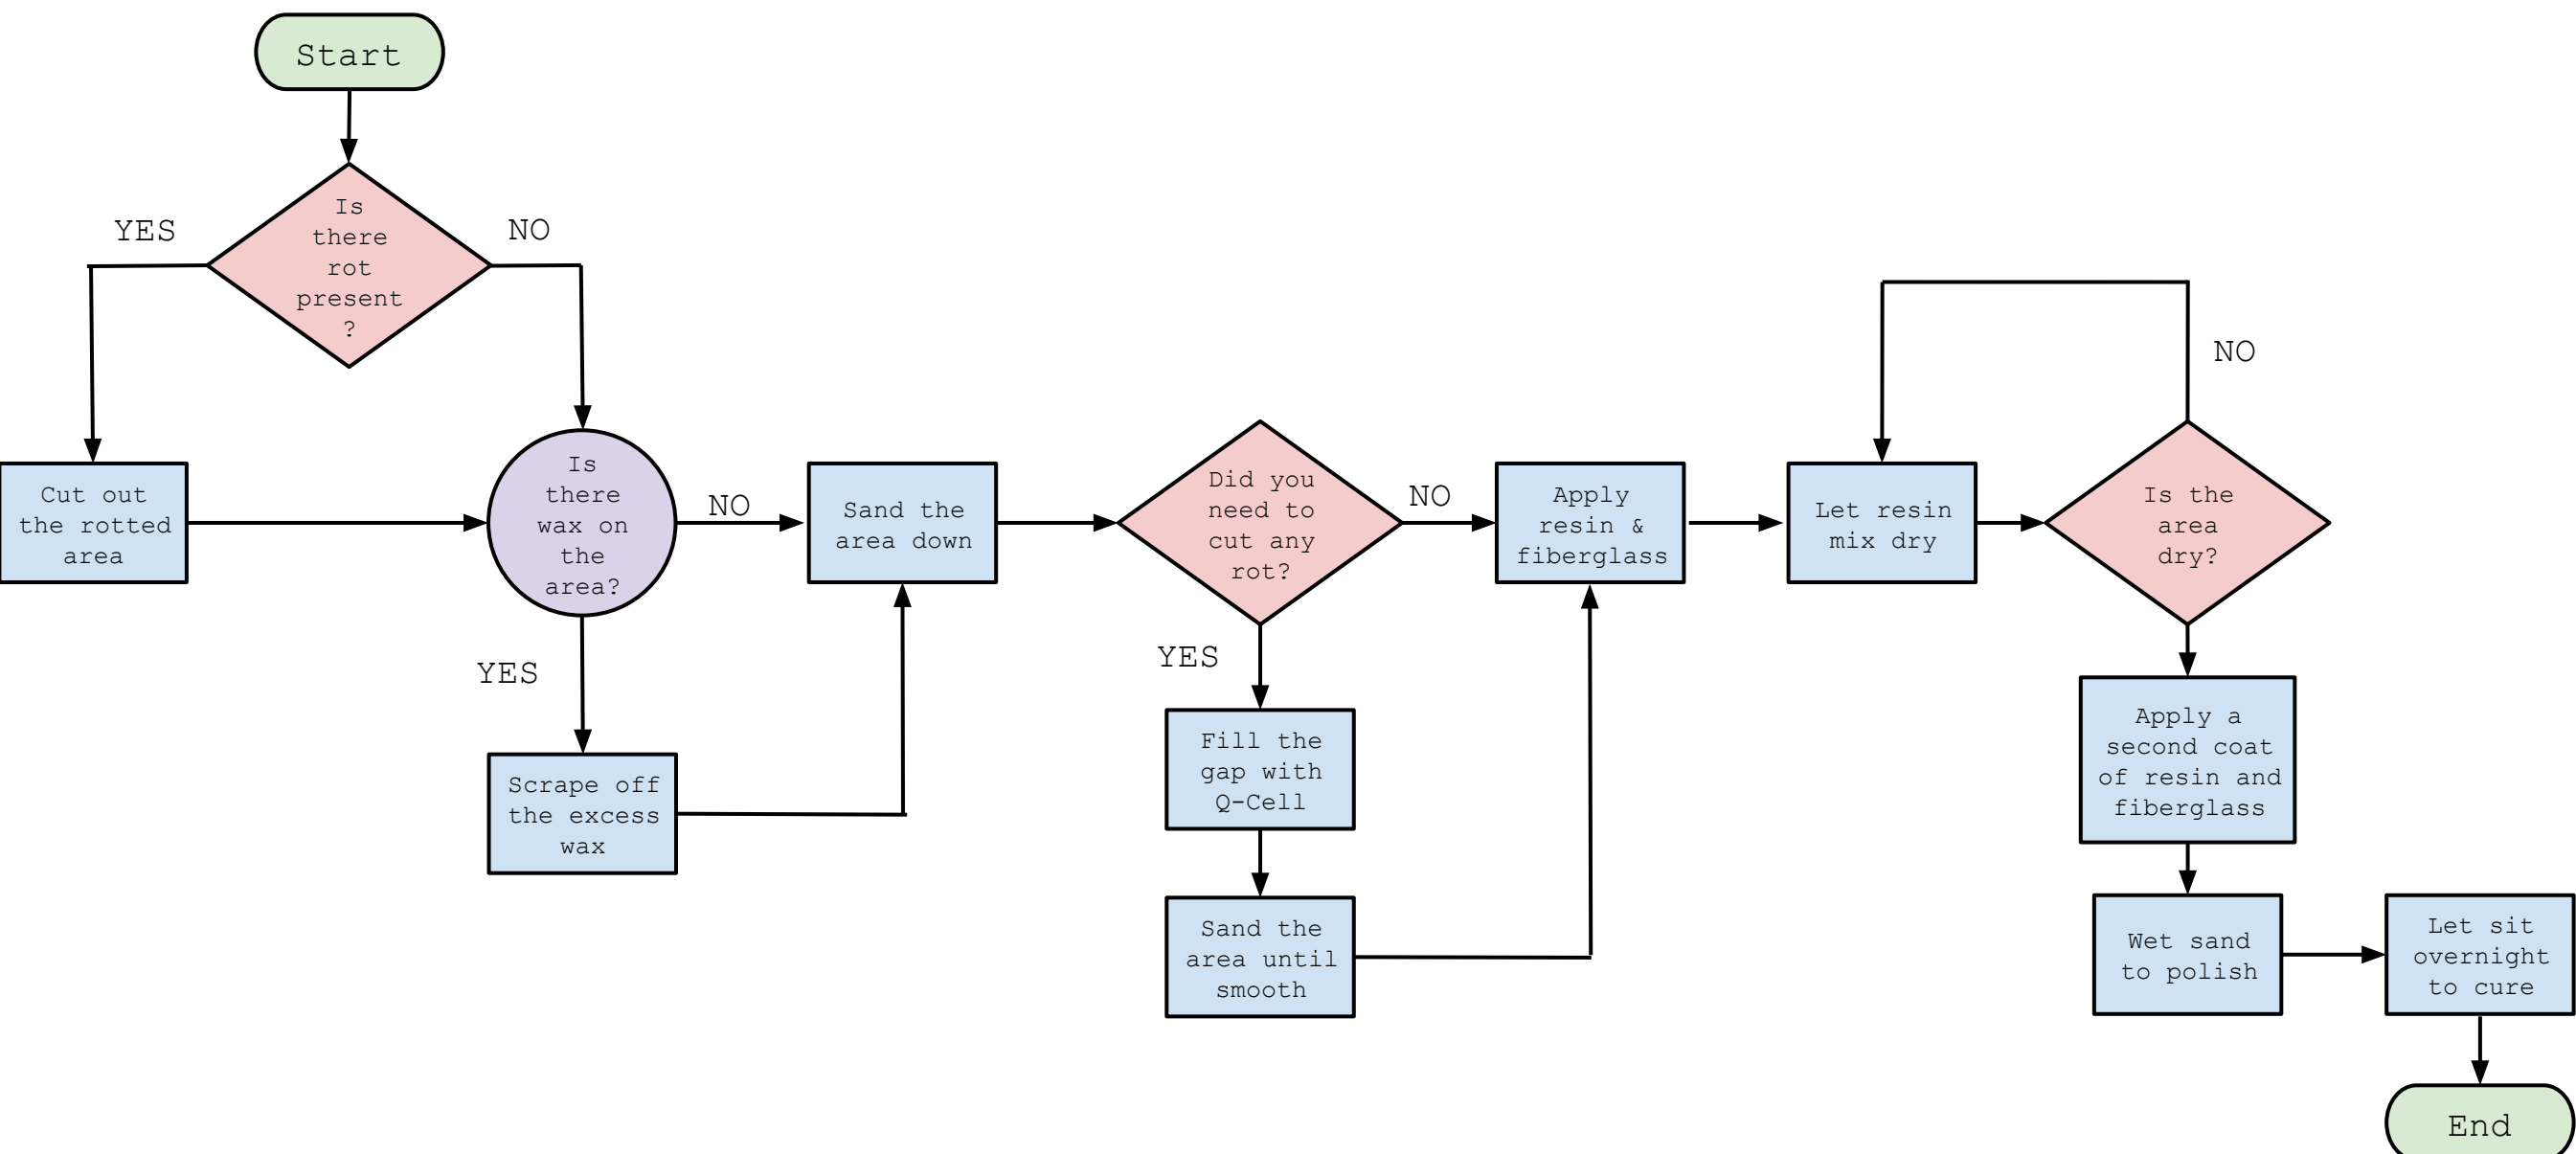 Start
Is
there
rot
present
?
YES
NO
Cut out
the rotted
area
Is
there
wax on
the
area?
NO
YES
Scrape off
the excess
wax
Sand the
area down
Did you
need to
cut any
rot?
NO
YES
Fill the
gap with
Q-Cell
Sand the
area until
smooth
Apply
resin &
fiberglass
Let resin
mix dry
Is the
area
dry?
NO
Apply a
second coat
of resin and
fiberglass
Wet sand
to polish
Let sit
overnight
to cure
End